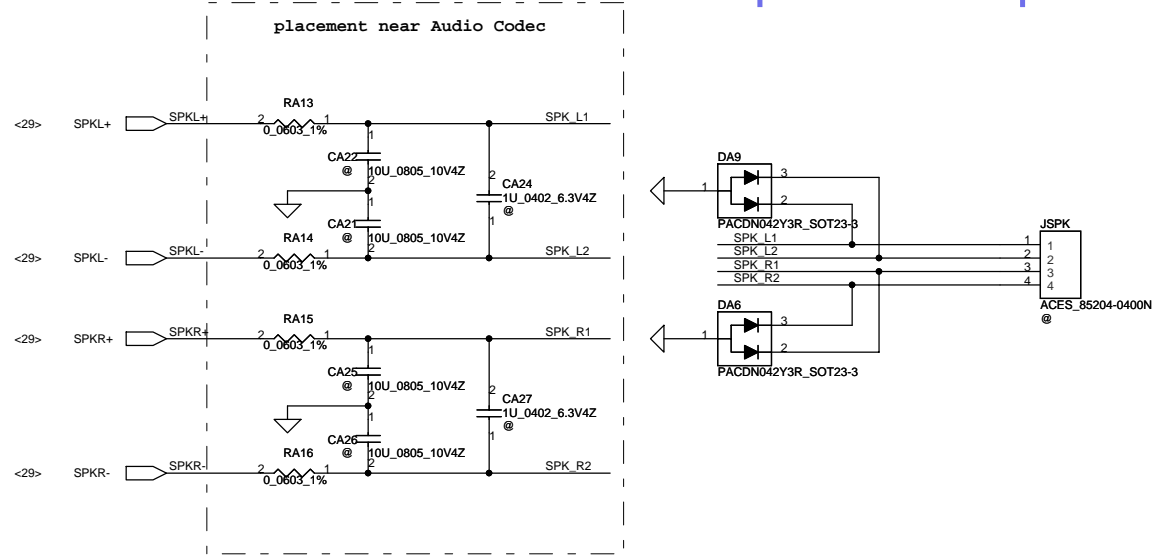 placement near Audio Codec
RA13
<29> SPKL+ SPKL+ 2 1 SPK_L1
0_0603_1%
1
CA22
@ 10U_0805_10V4Z
2
2
CA24
1U_0402_6.3V4Z
@
1
1
CA21
@ 10U_0805_10V4Z
2
RA14
<29> SPKL- SPKL- 2 1 SPK_L2
0_0603_1%
RA15
<29> SPKR+ SPKR+ 2 1 SPK_R1
0_0603_1%
1
CA25
@ 10U_0805_10V4Z
2
2
CA27
1U_0402_6.3V4Z
@
1
1
CA26
@ 10U_0805_10V4Z
2
RA16
<29> SPKR- SPKR- 2 1 SPK_R2
0_0603_1%
DA9
3
1
2
PACDN042Y3R_SOT23-3
JSPK
SPK_L1 1 1
SPK_L2 2 2
SPK_R1 3 3
SPK_R2 4 4
ACES_85204-0400N
@
DA6
3
1
2
PACDN042Y3R_SOT23-3